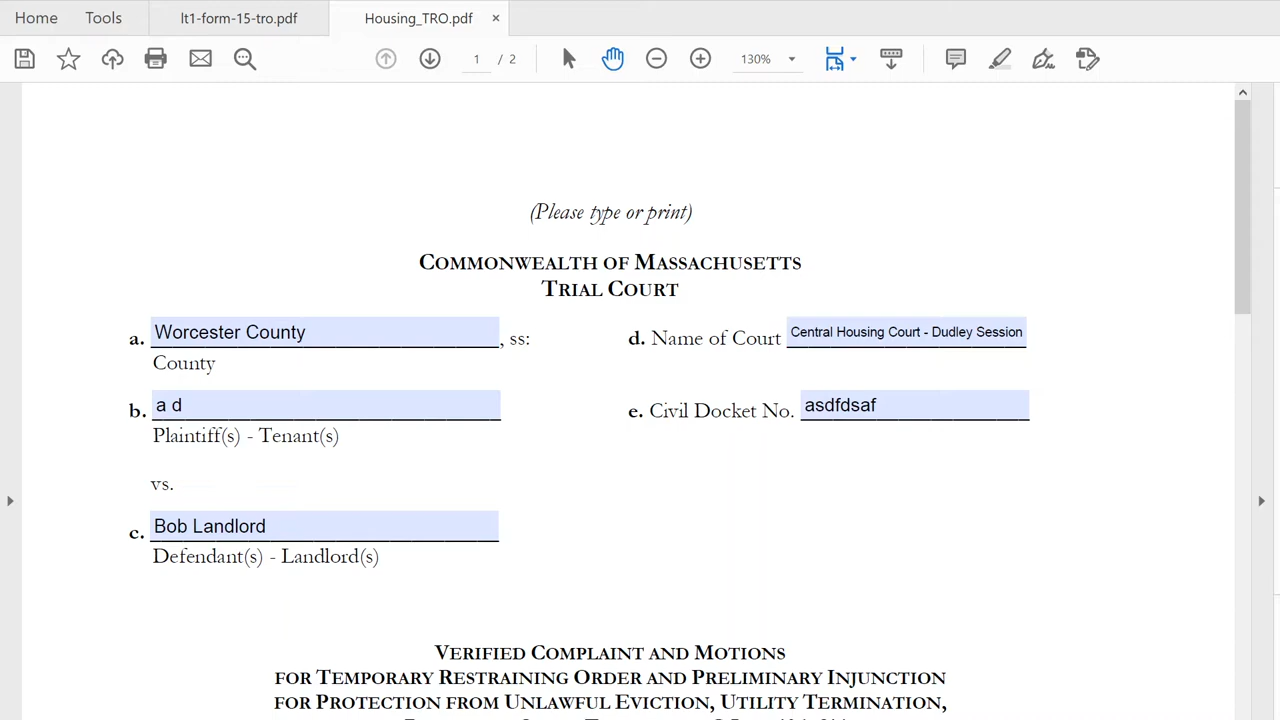 Home Tools lt1-form-15-tro.pdf Housing_TRO.pdf ×
1 / 2 130%
(Please type or print)
COMMONWEALTH OF MASSACHUSETTS
TRIAL COURT
a. Worcester County, ss: d. Name of Court Central Housing Court - Dudley Session
County
b. a d e. Civil Docket No. asdfdsaf
Plaintiff(s) - Tenant(s)
vs.
c. Bob Landlord
Defendant(s) - Landlord(s)
VERIFIED COMPLAINT AND MOTIONS
FOR TEMPORARY RESTRAINING ORDER AND PRELIMINARY INJUNCTION
FOR PROTECTION FROM UNLAWFUL EVICTION, UTILITY TERMINATION,